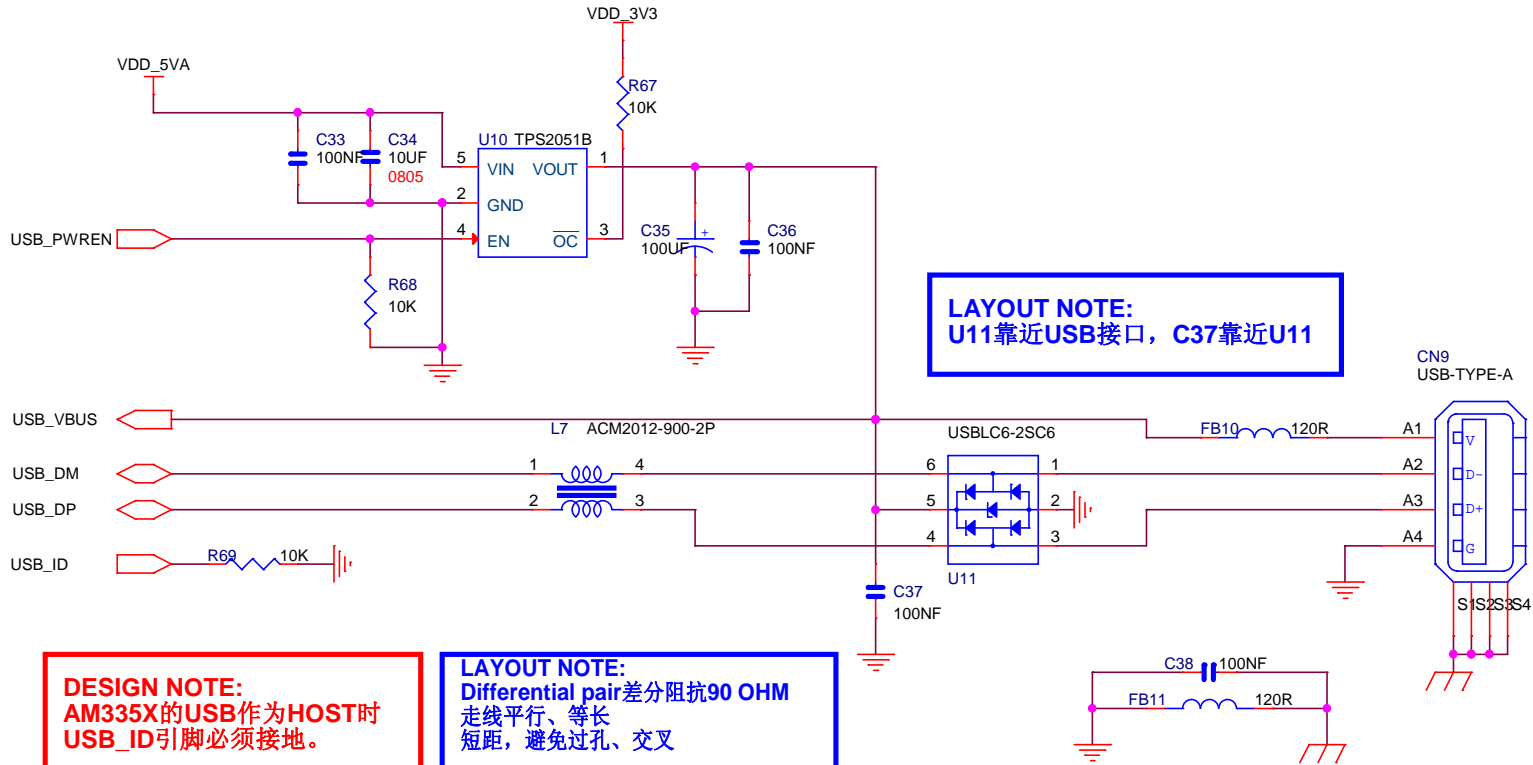 VDD_3V3
VDD_5VA
R67
10K
C33
100NF
C34
10UF
0805
U10 TPS2051B
5
VIN
VOUT
1
2
GND
4
EN
OC
3
USB_PWREN
R68
10K
C35
100UF
+
C36
100NF
LAYOUT NOTE:
U11靠近USB接口，C37靠近U11
CN9
USB-TYPE-A
USB_VBUS
L7 ACM2012-900-2P
USBLC6-2SC6
FB10
120R
A1
V
USB_DM
1
4
6
1
A2
D-
USB_DP
2
3
5
2
A3
D+
4
3
A4
G
USB_ID
R69
10K
U11
C37
100NF
S1
S2
S3
S4
DESIGN NOTE:
AM335X的USB作为HOST时
USB_ID引脚必须接地。
LAYOUT NOTE:
Differential pair差分阻抗90 OHM
走线平行、等长
短距，避免过孔、交叉
C38
100NF
FB11
120R